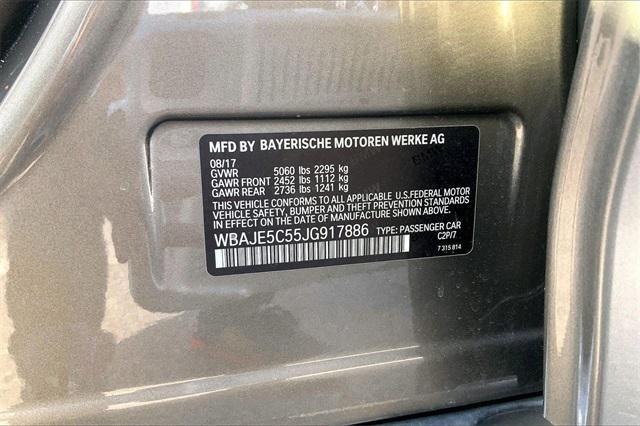 MFD BY BAYERISCHE MOTOREN WERKE AG
08/17
GVWR 5060 lbs 2295 kg
GAWR FRONT 2452 lbs 1112 kg
GAWR REAR 2736 lbs 1241 kg
THIS VEHICLE CONFORMS TO ALL APPLICABLE U.S.FEDERAL MOTOR
VEHICLE SAFETY, BUMPER, AND THEFT PREVENTION STANDARDS
IN EFFECT ON THE DATE OF MANUFACTURE SHOWN ABOVE.
WBAJE5C55JG917886 TYPE: PASSENGER CAR
C2P/7
7 315 814